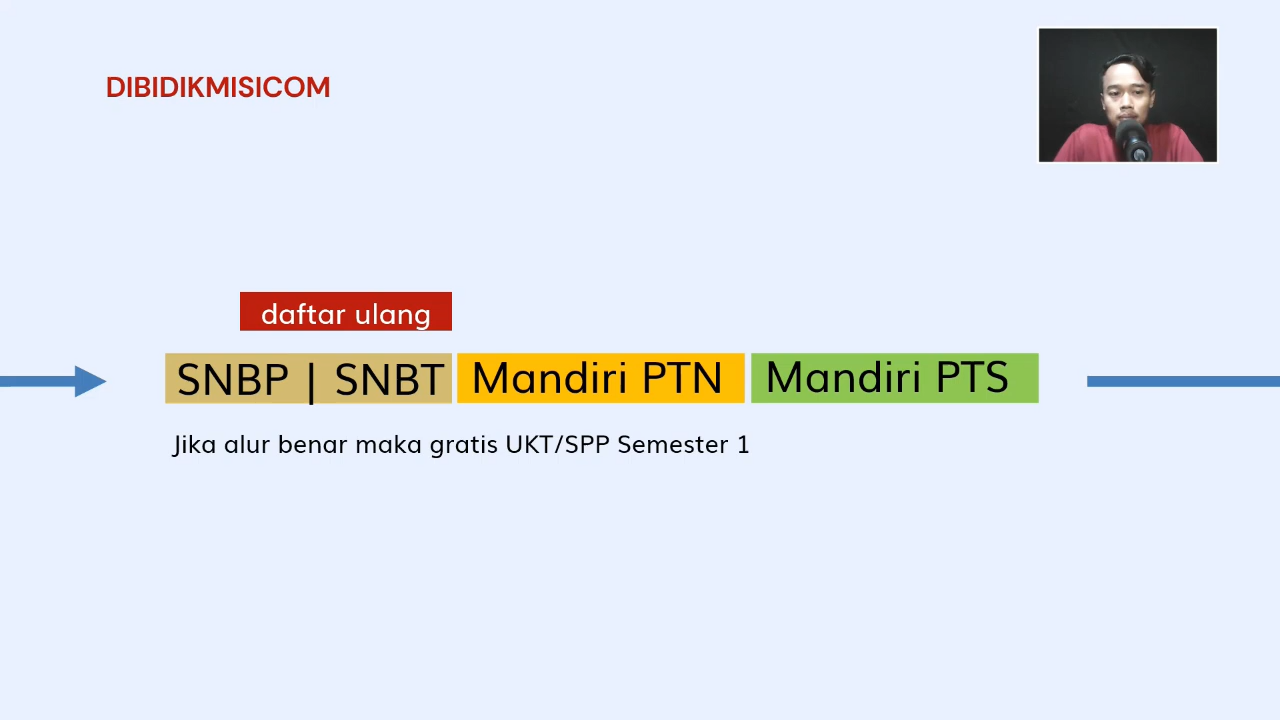 DIBIDIKMISICOM
daftar ulang
SNBP | SNBT
Mandiri PTN
Mandiri PTS
Jika alur benar maka gratis UKT/SPP Semester 1